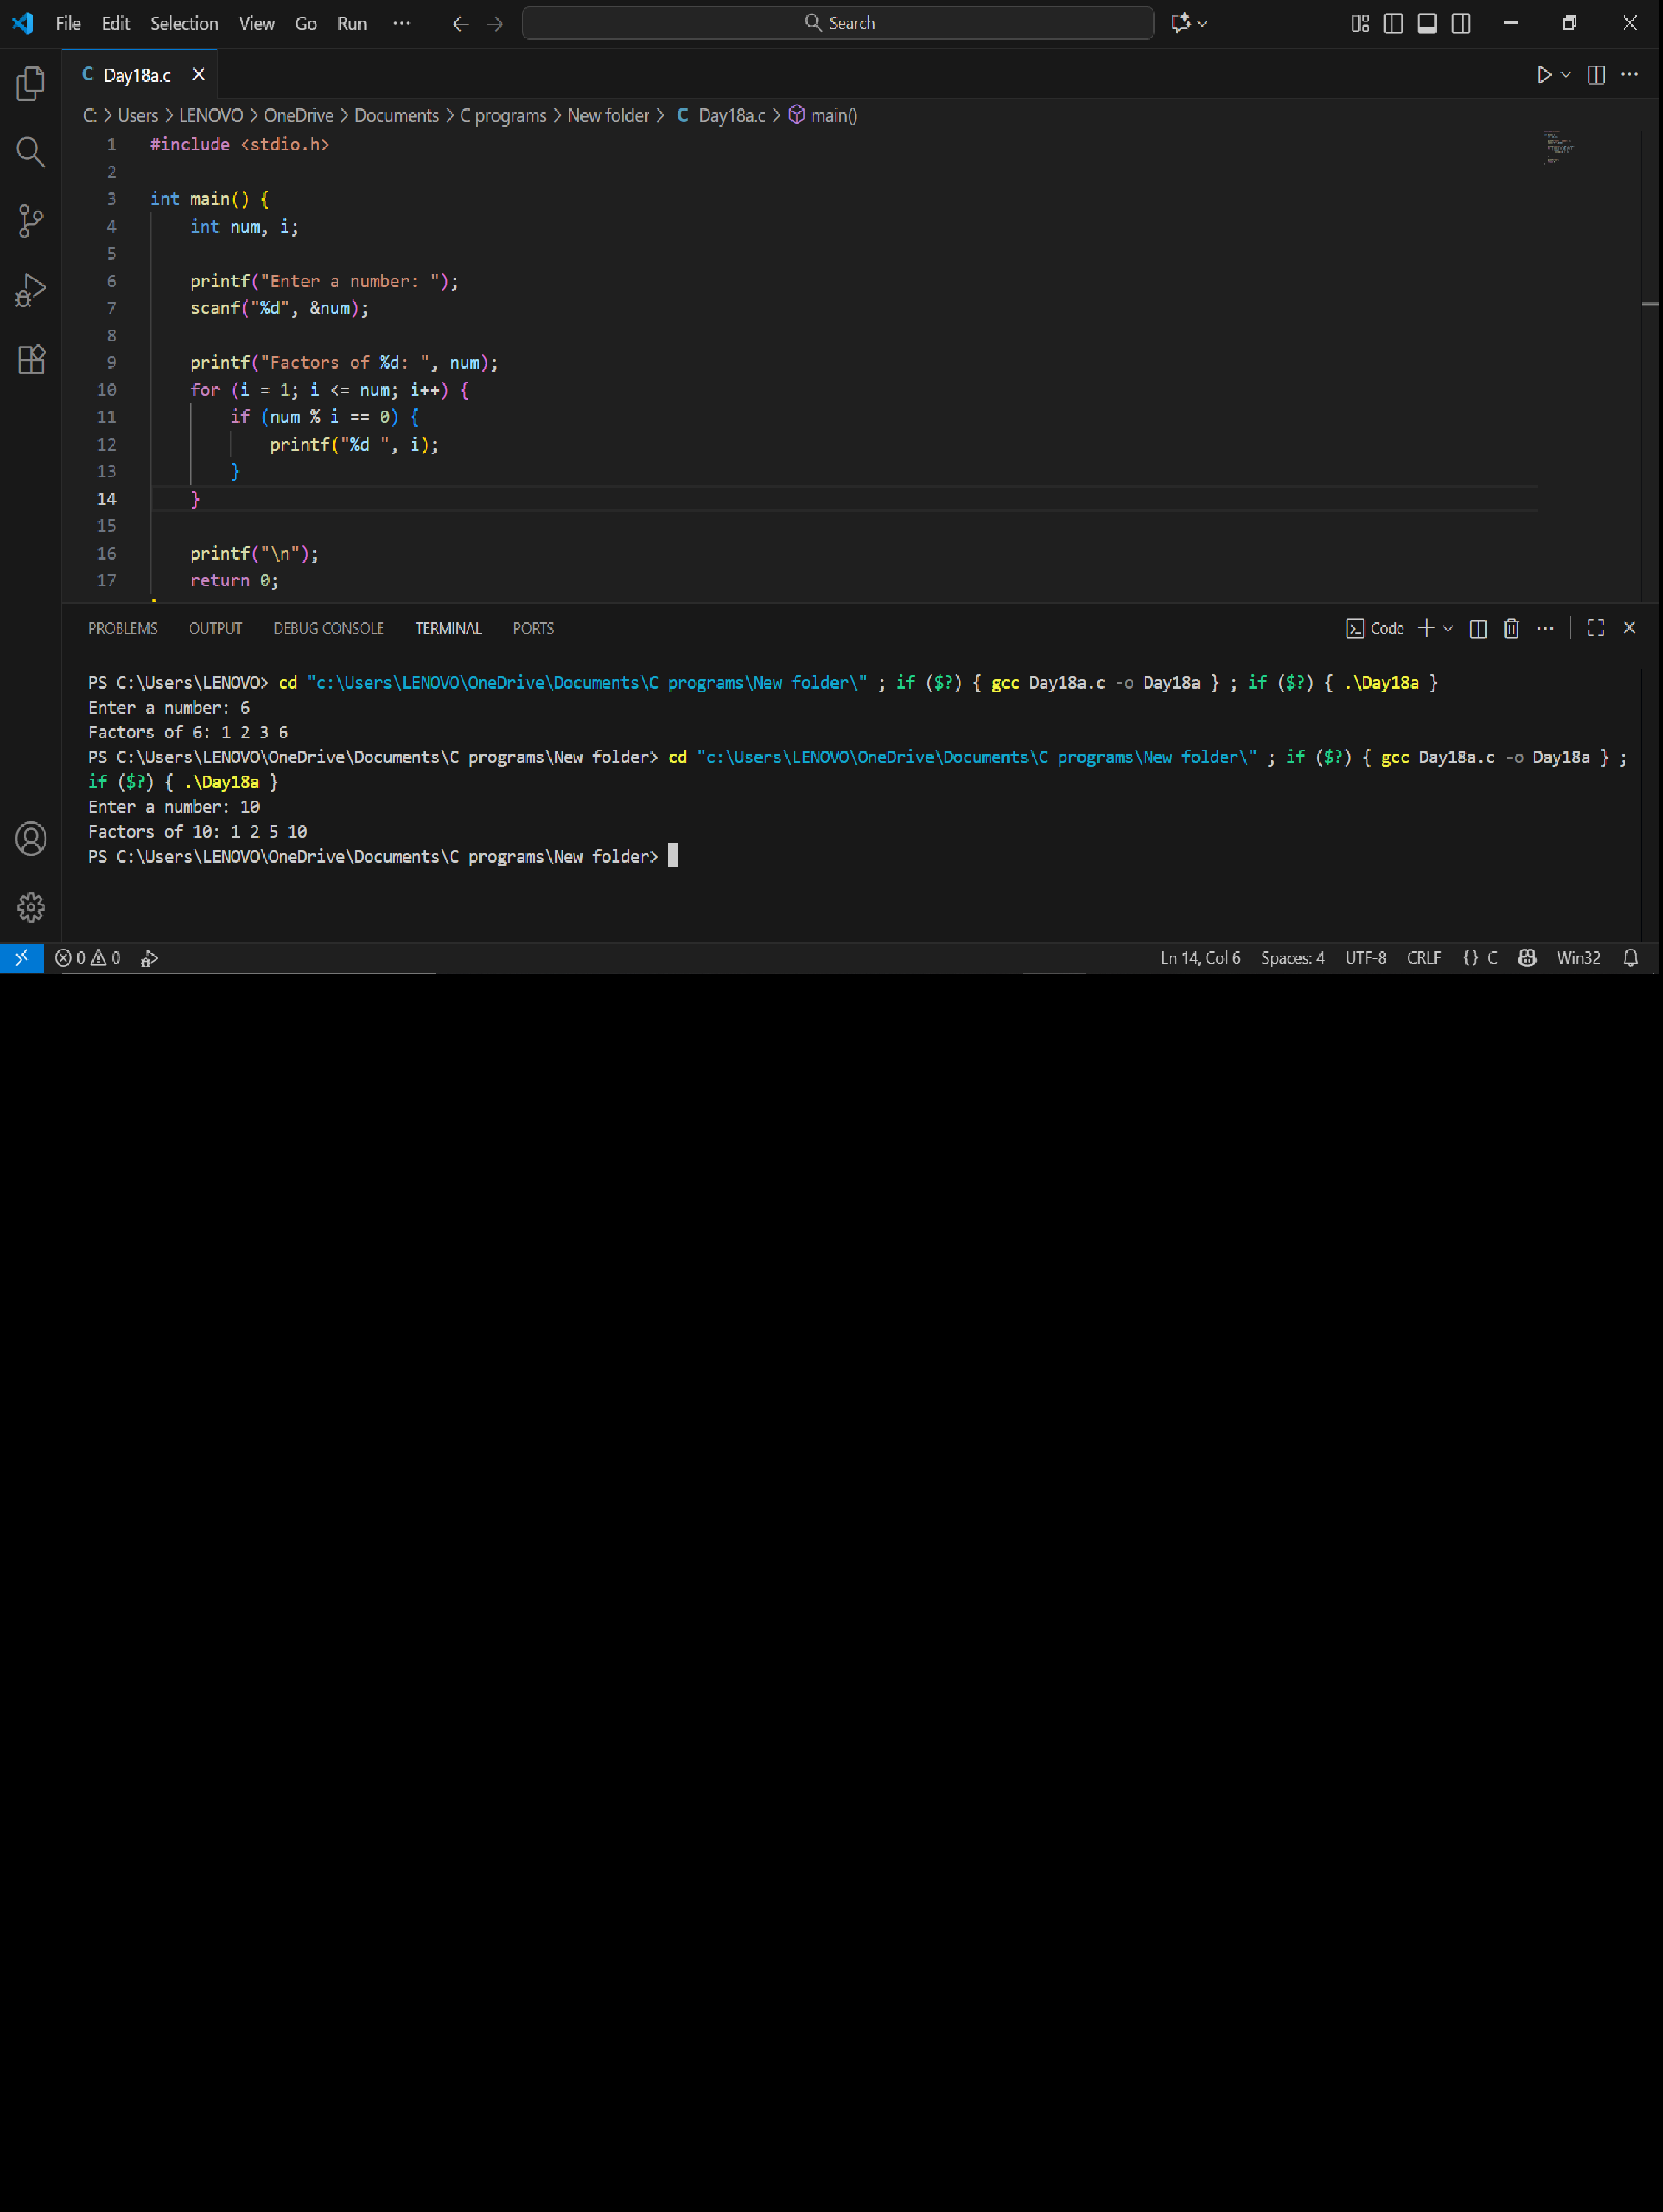 File Edit Selection View Go Run ··· Search
C Day18a.c
C: > Users > LENOVO > OneDrive > Documents > C programs > New folder > C Day18a.c > main()
1 #include <stdio.h>
2
3 int main() {
4     int num, i;
5
6     printf("Enter a number: ");
7     scanf("%d", &num);
8
9     printf("Factors of %d: ", num);
10     for (i = 1; i <= num; i++) {
11         if (num % i == 0) {
12             printf("%d ", i);
13         }
14     }
15
16     printf("\n");
17     return 0;
PROBLEMS OUTPUT DEBUG CONSOLE TERMINAL PORTS Code
PS C:\Users\LENOVO> cd "c:\Users\LENOVO\OneDrive\Documents\C programs\New folder\" ; if ($?) { gcc Day18a.c -o Day18a } ; if ($?) { .\Day18a }
Enter a number: 6
Factors of 6: 1 2 3 6
PS C:\Users\LENOVO\OneDrive\Documents\C programs\New folder> cd "c:\Users\LENOVO\OneDrive\Documents\C programs\New folder\" ; if ($?) { gcc Day18a.c -o Day18a } ;
if ($?) { .\Day18a }
Enter a number: 10
Factors of 10: 1 2 5 10
PS C:\Users\LENOVO\OneDrive\Documents\C programs\New folder>
0 0 Ln 14, Col 6 Spaces: 4 UTF-8 CRLF {} C Win32